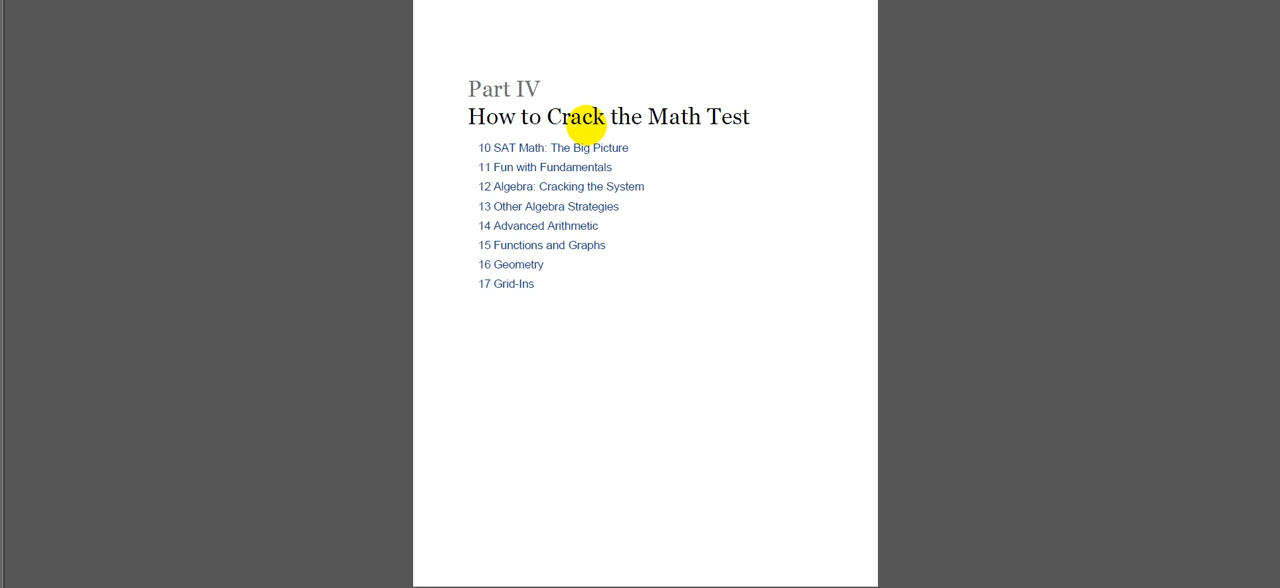 Part IV
How to Crack the Math Test
10 SAT Math: The Big Picture
11 Fun with Fundamentals
12 Algebra: Cracking the System
13 Other Algebra Strategies
14 Advanced Arithmetic
15 Functions and Graphs
16 Geometry
17 Grid-Ins